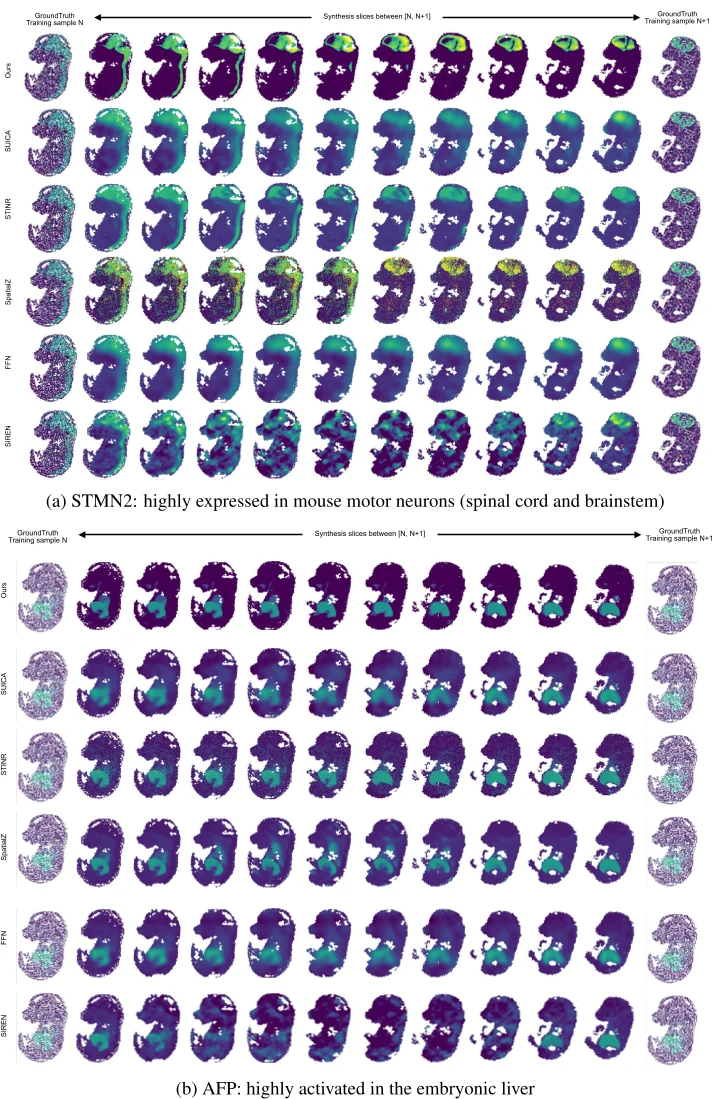 GroundTruth
Training sample N
Synthesis slices between [N, N+1]
GroundTruth
Training sample N+1
Ours
SUICA
STINR
SpatialZ
FFN
SIREN
(a) STMN2: highly expressed in mouse motor neurons (spinal cord and brainstem)
GroundTruth
Training sample N
Synthesis slices between [N, N+1]
GroundTruth
Training sample N+1
Ours
SUICA
STINR
SpatialZ
FFN
SIREN
(b) AFP: highly activated in the embryonic liver